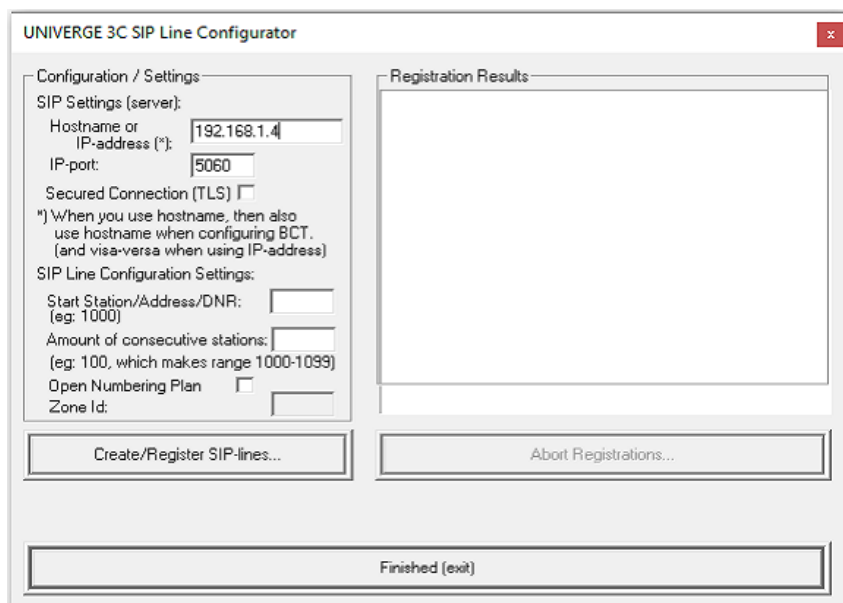 UNIVERGE 3C SIP Line Configurator
x
Configuration / Settings
SIP Settings (server):
Hostname or
IP-address (*):
192.168.1.4
IP-port:
5060
Secured Connection (TLS)
*) When you use hostname, then also
use hostname when configuring BCT.
(and visa-versa when using IP-address)
SIP Line Configuration Settings:
Start Station/Address/DNR:
(eg: 1000)
Amount of consecutive stations:
(eg: 100, which makes range 1000-1099)
Open Numbering Plan
Zone Id:
Registration Results
Create/Register SIP-lines...
Abort Registrations...
Finished (exit)